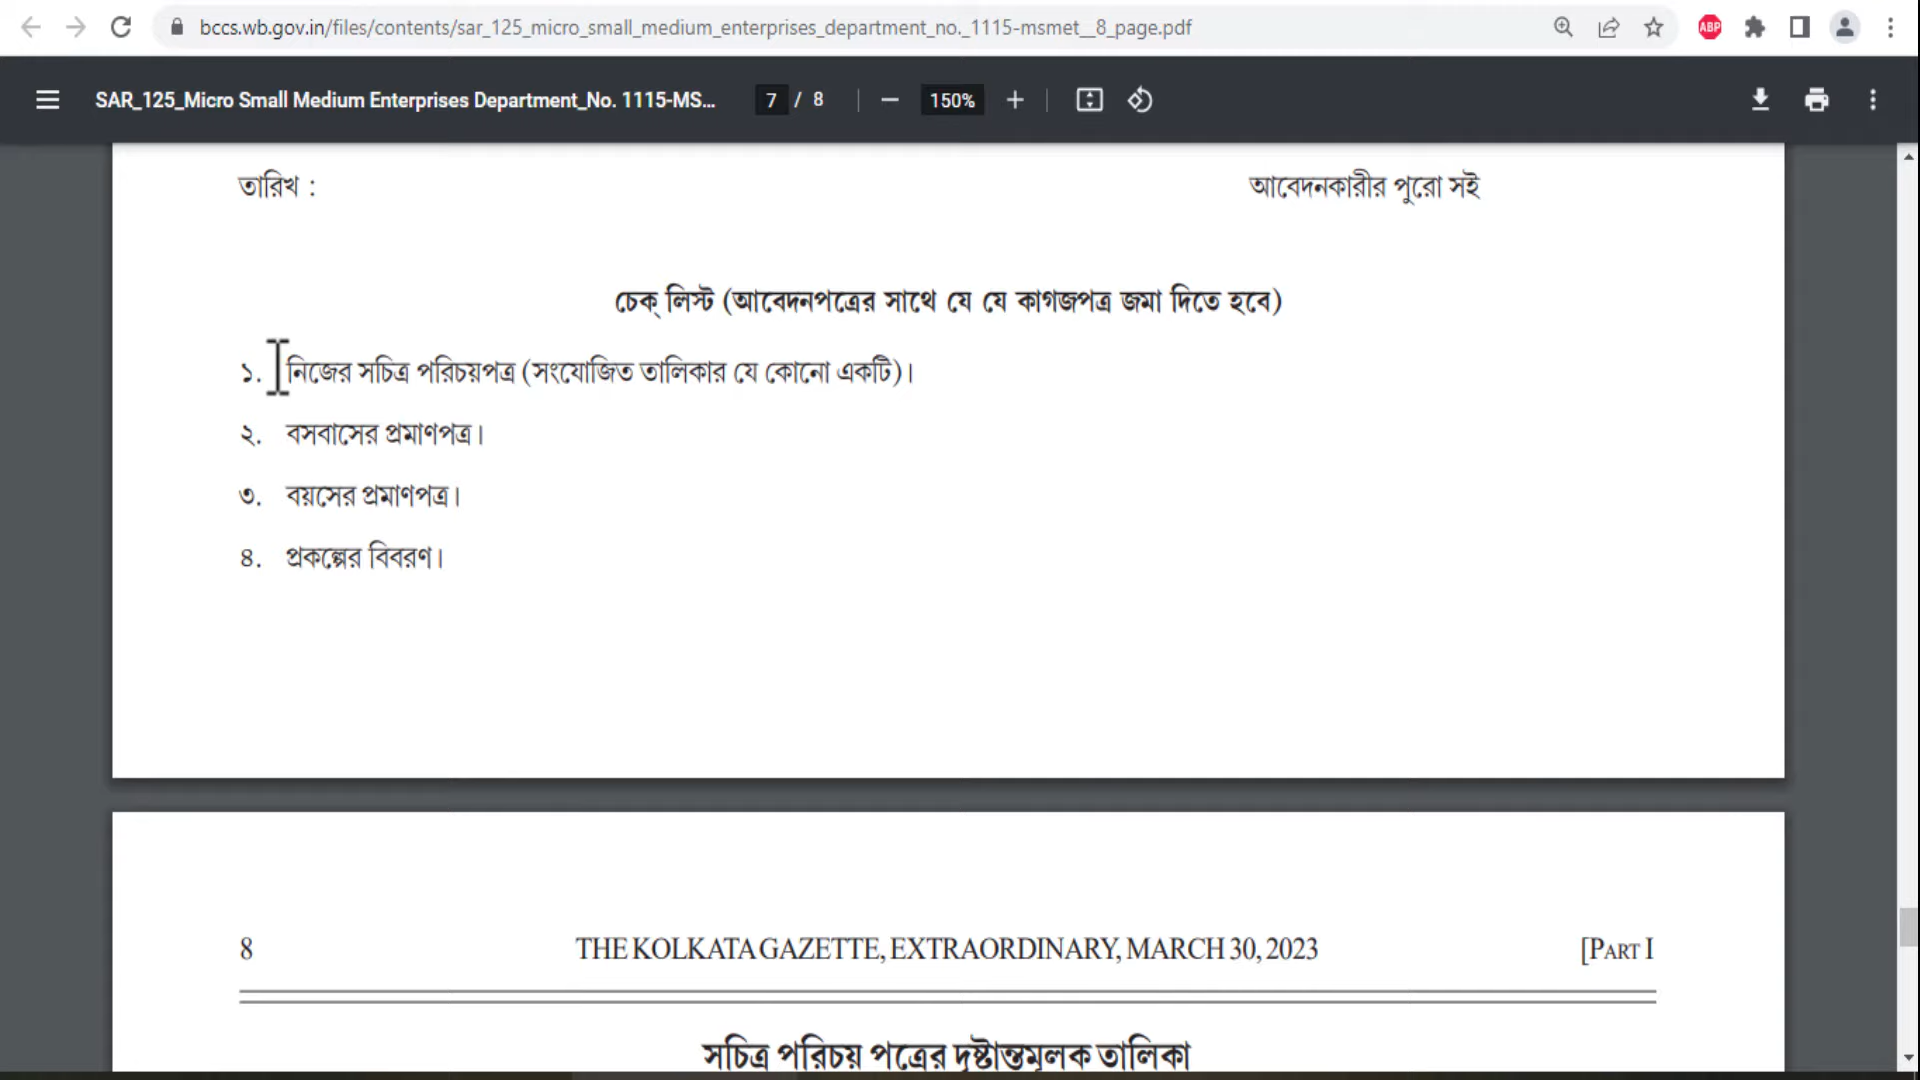 bccs.wb.gov.in/files/contents/sar_125_micro_small_medium_enterprises_department_no._1115-msmet__8_page.pdf
ABP
SAR_125_Micro Small Medium Enterprises Department_No. 1115-MS...
7 / 8
150%
তারিখ :
আবেদনকারীর পুরো সই
চেক্ লিস্ট (আবেদনপত্রের সাথে যে যে কাগজপত্র জমা দিতে হবে)
১. নিজের সচিত্র পরিচয়পত্র (সংযোজিত তালিকার যে কোনো একটি)।
২. বসবাসের প্রমাণপত্র।
৩. বয়সের প্রমাণপত্র।
৪. প্রকল্পের বিবরণ।
8 THE KOLKATA GAZETTE, EXTRAORDINARY, MARCH 30, 2023 [PART I
সচিত্র পরিচয় পত্রের দৃষ্টান্তমূলক তালিকা